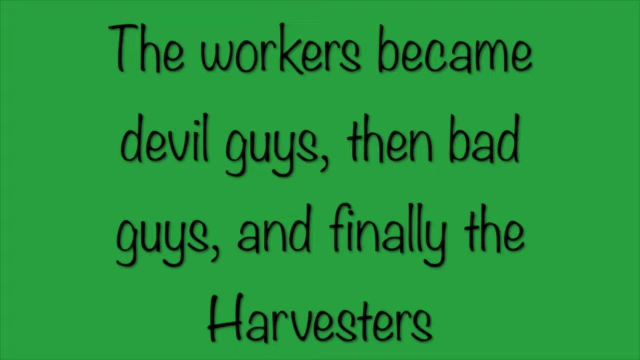 The workers became
devil guys, then bad
guys, and finally the
Harvesters